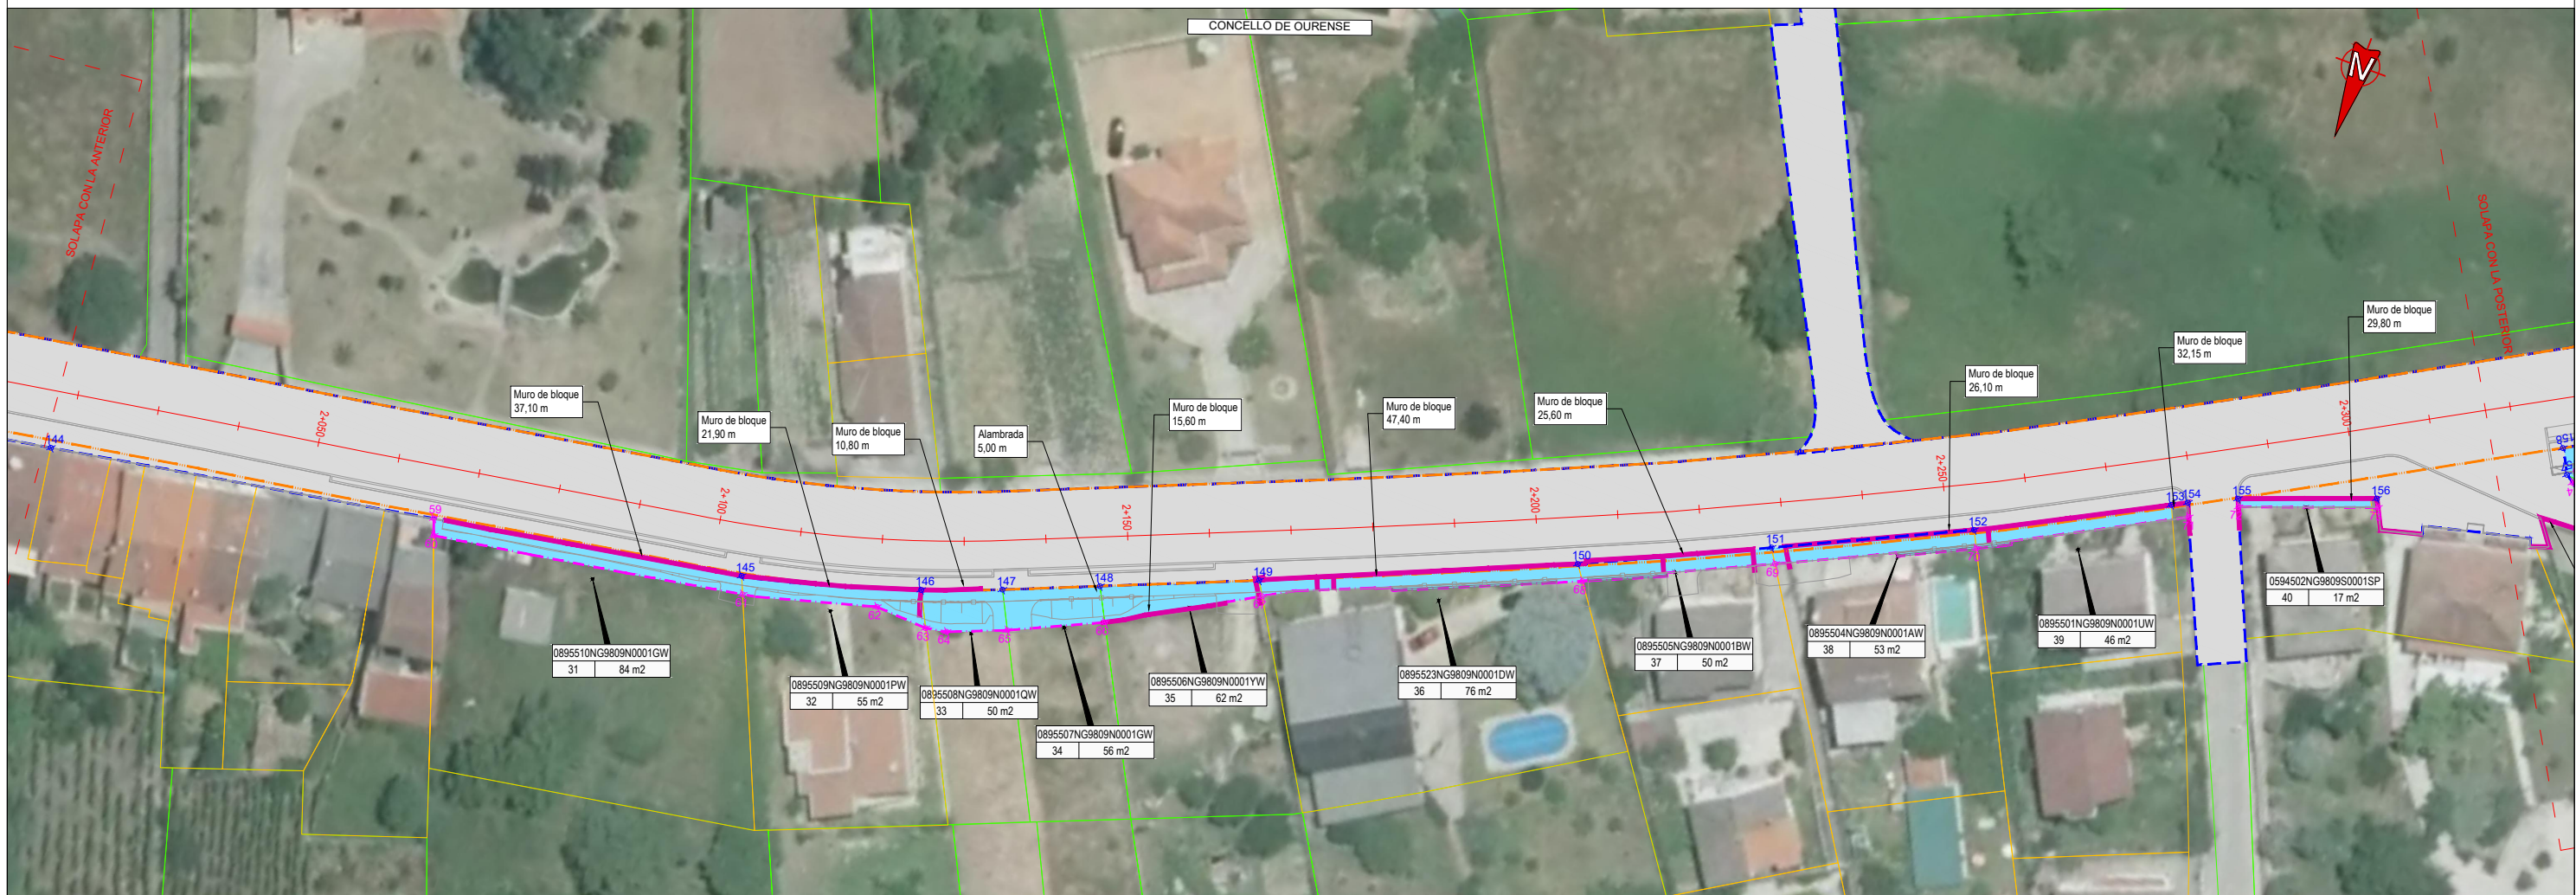 CONCELLO DE OURENSE
N
SOLAPA CON LA ANTERIOR
SOLAPA CON LA POSTERIOR
Muro de bloque
37,10 m
Muro de bloque
21,90 m
Muro de bloque
10,80 m
Alambrada
5,00 m
Muro de bloque
15,60 m
Muro de bloque
47,40 m
Muro de bloque
25,60 m
Muro de bloque
26,10 m
Muro de bloque
32,15 m
Muro de bloque
29,80 m
2+050
2+100
2+150
2+200
2+250
2+300
144
145
146
147
148
149
150
151
152
153
154
155
156
158
59
60
62
63
64
65
66
68
69
0895510NG9809N0001GW
31 84 m2
0895509NG9809N0001PW
32 55 m2
0895508NG9809N0001QW
33 50 m2
0895507NG9809N0001GW
34 56 m2
0895506NG9809N0001YW
35 62 m2
0895523NG9809N0001DW
36 76 m2
0895505NG9809N0001BW
37 50 m2
0895504NG9809N0001AW
38 53 m2
0895501NG9809N0001UW
39 46 m2
0594502NG9809S0001SP
40 17 m2